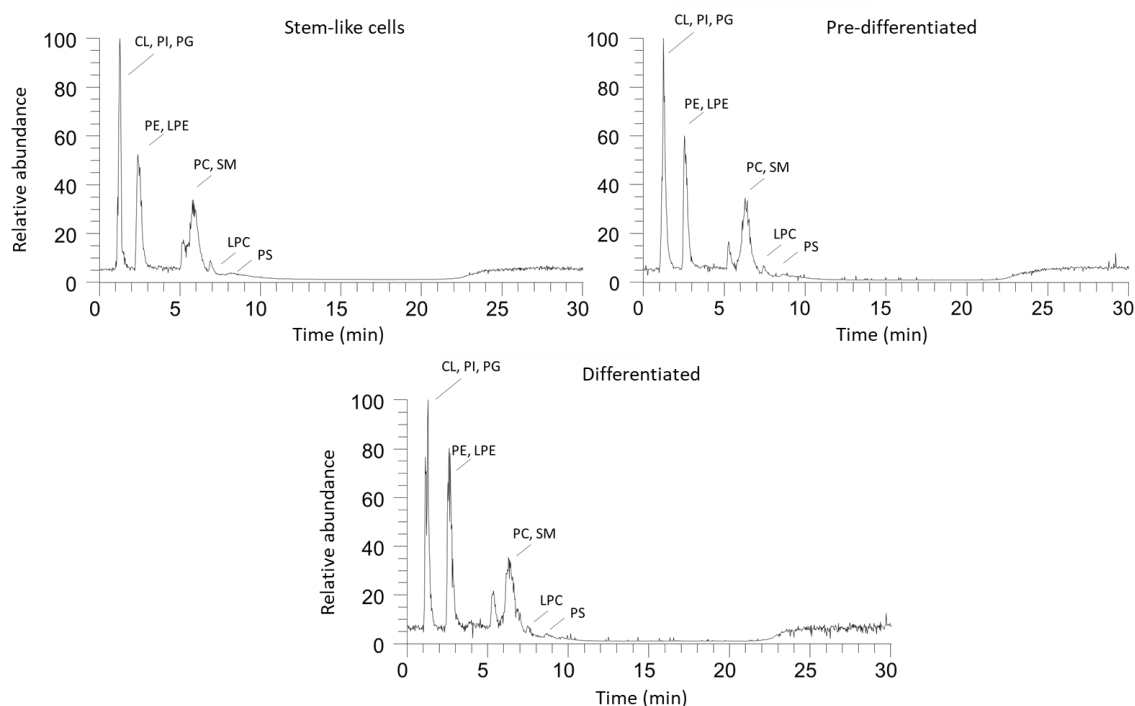 Stem-like cells
100
80
60
40
20
0
Relative abundance
CL, PI, PG
PE, LPE
PC, SM
LPC
PS
0 5 10 15 20 25 30
Time (min)
Pre-differentiated
100
80
60
40
20
0
CL, PI, PG
PE, LPE
PC, SM
LPC
PS
0 5 10 15 20 25 30
Time (min)
Differentiated
100
80
60
40
20
0
Relative abundance
CL, PI, PG
PE, LPE
PC, SM
LPC
PS
0 5 10 15 20 25 30
Time (min)